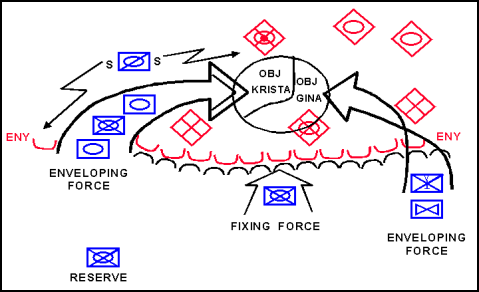 S S
OBJ
KRISTA
OBJ
GINA
ENY
ENY
ENVELOPING
FORCE
FIXING FORCE
ENVELOPING
FORCE
RESERVE